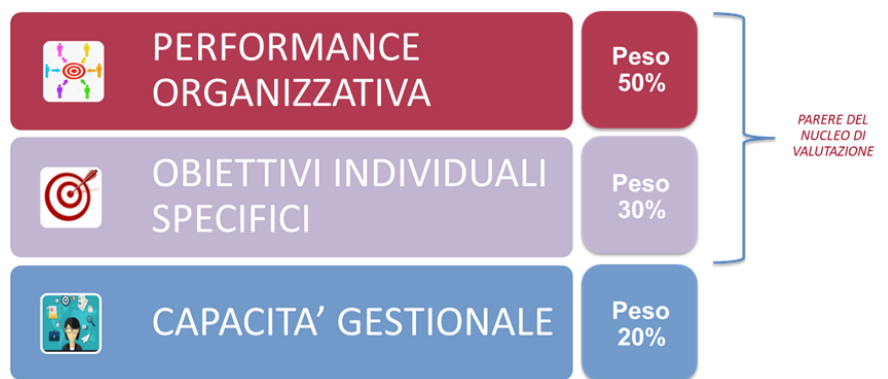 PERFORMANCE
ORGANIZZATIVA
Peso
50%
OBIETTIVI INDIVIDUALI
SPECIFICI
Peso
30%
CAPACITA’ GESTIONALE
Peso
20%
PARERE DEL
NUCLEO DI
VALUTAZIONE